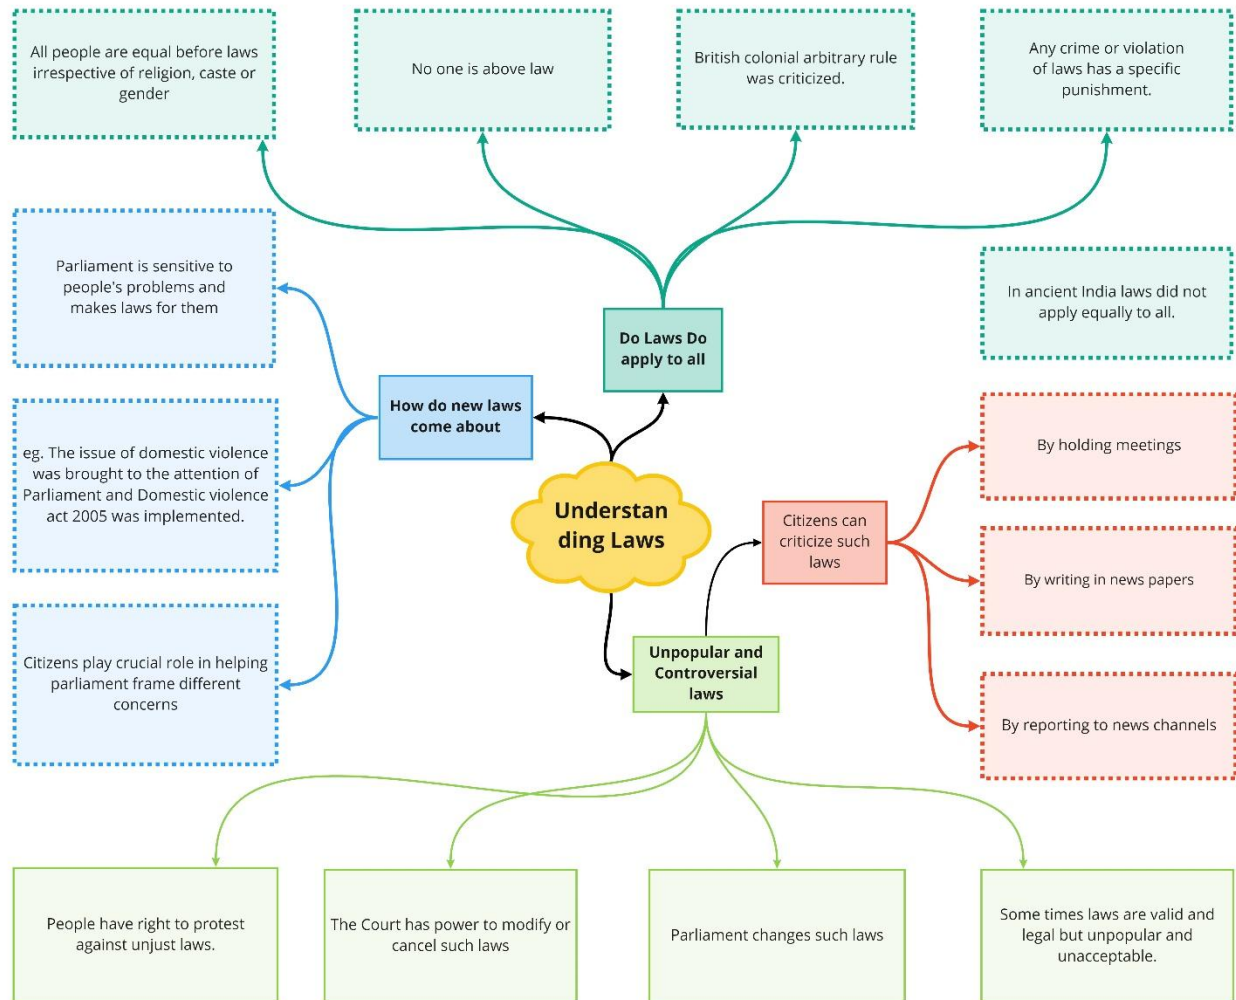 All people are equal before laws
irrespective of religion, caste or
gender
No one is above law
British colonial arbitrary rule
was criticized.
Any crime or violation
of laws has a specific
punishment.
Parliament is sensitive to
people's problems and
makes laws for them
In ancient India laws did not
apply equally to all.
Do Laws Do
apply to all
How do new laws
come about
eg. The issue of domestic violence
was brought to the attention of
Parliament and Domestic violence
act 2005 was implemented.
By holding meetings
Understan
ding Laws
Citizens can
criticize such
laws
By writing in news papers
Citizens play crucial role in helping
parliament frame different
concerns
Unpopular and
Controversial
laws
By reporting to news channels
People have right to protest
against unjust laws.
The Court has power to modify or
cancel such laws
Parliament changes such laws
Some times laws are valid and
legal but unpopular and
unacceptable.